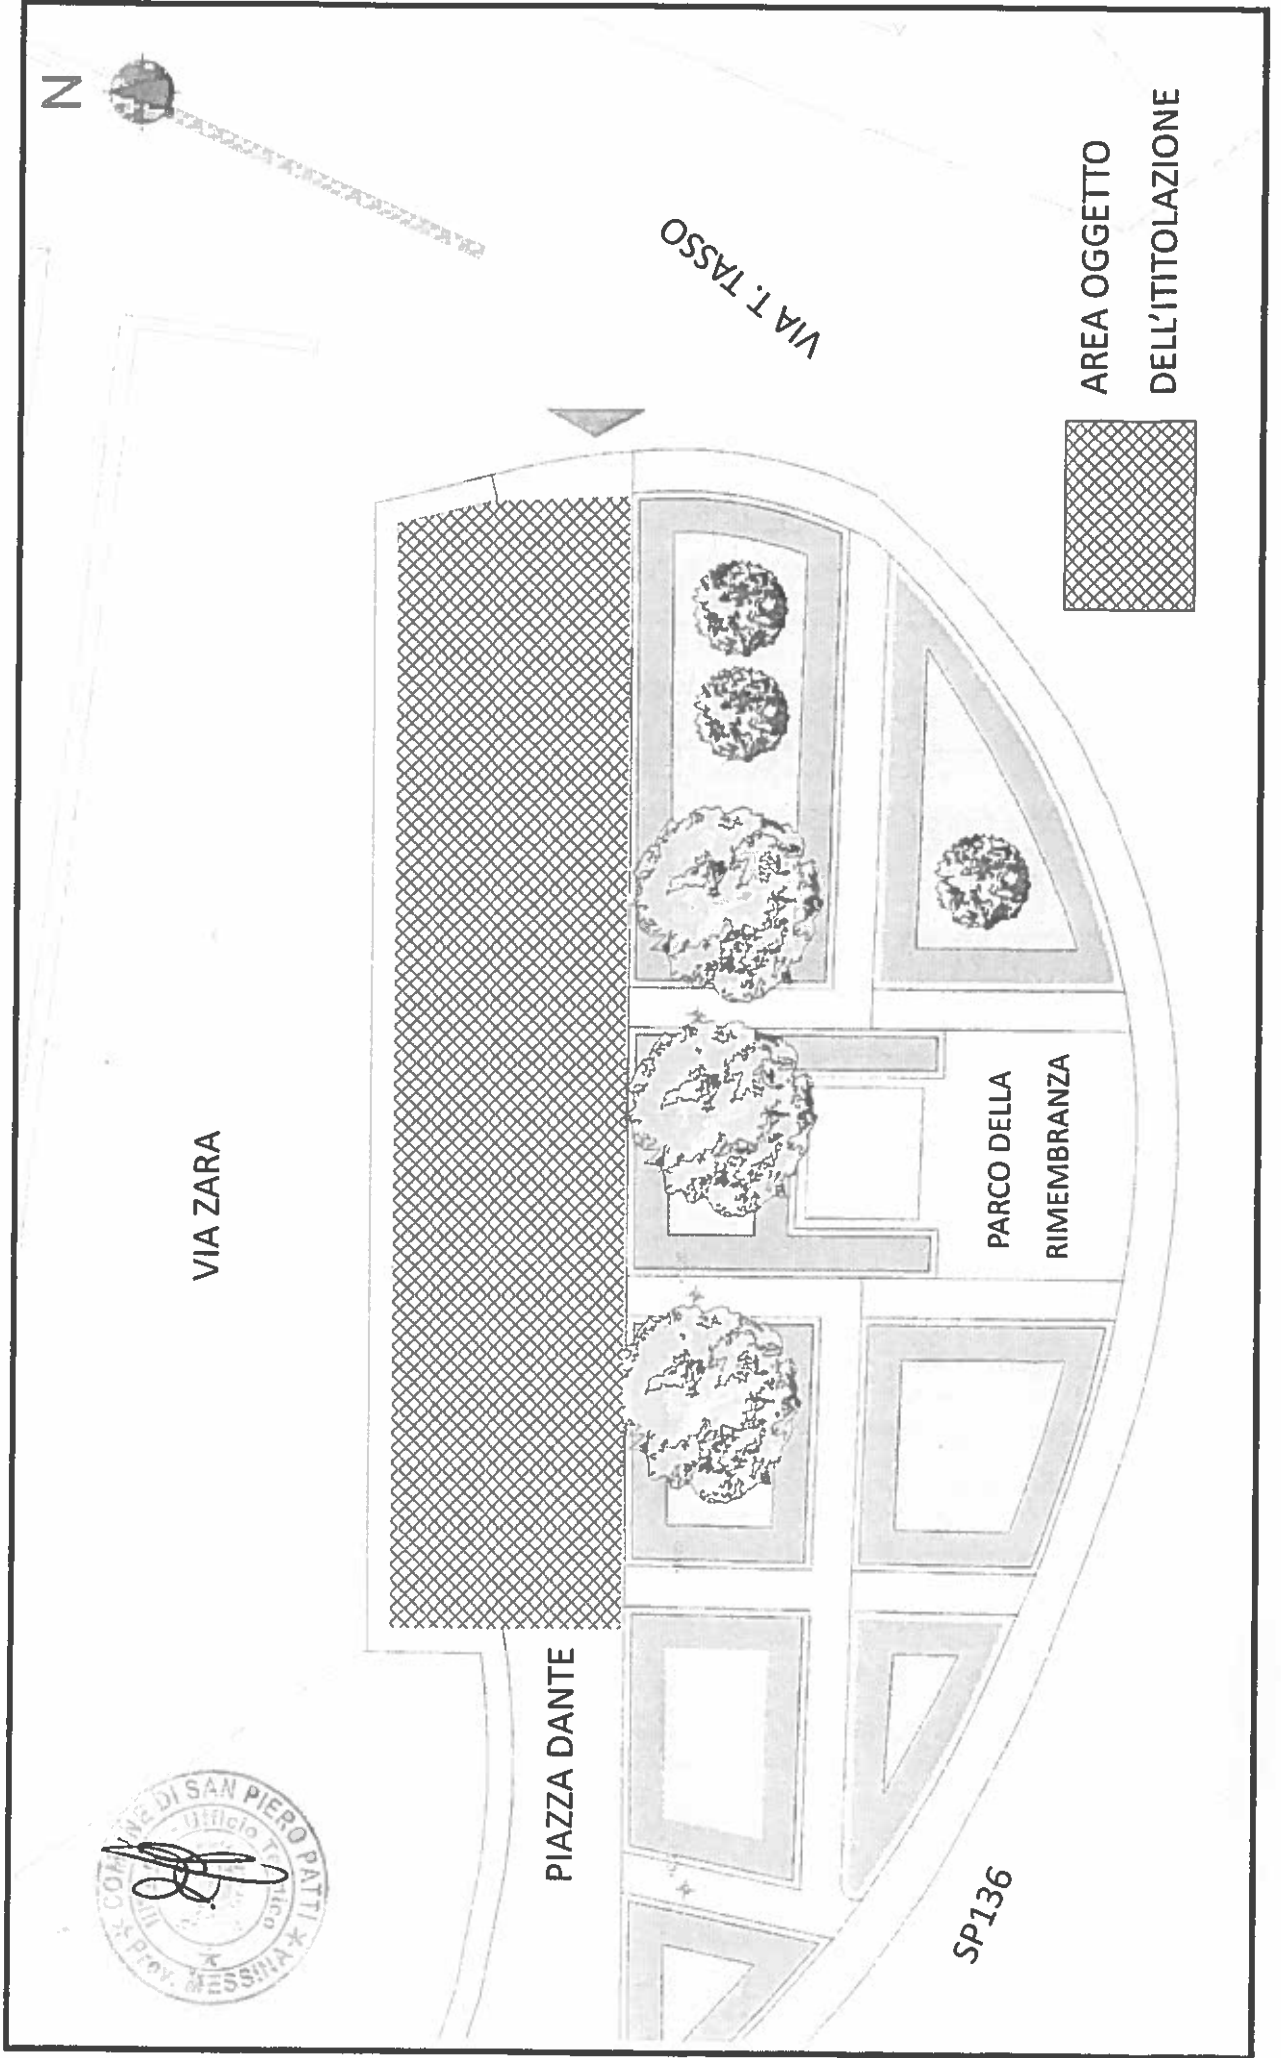 N
VIA T. TASSO
AREA OGGETTO
DELL'ITITOLAZIONE
VIA ZARA
PARCO DELLA
RIMEMBRANZA
PIAZZA DANTE
SP136
COMUNE DI SAN PIERO PATTI
Prov. MESSINA
Ufficio Tecnico